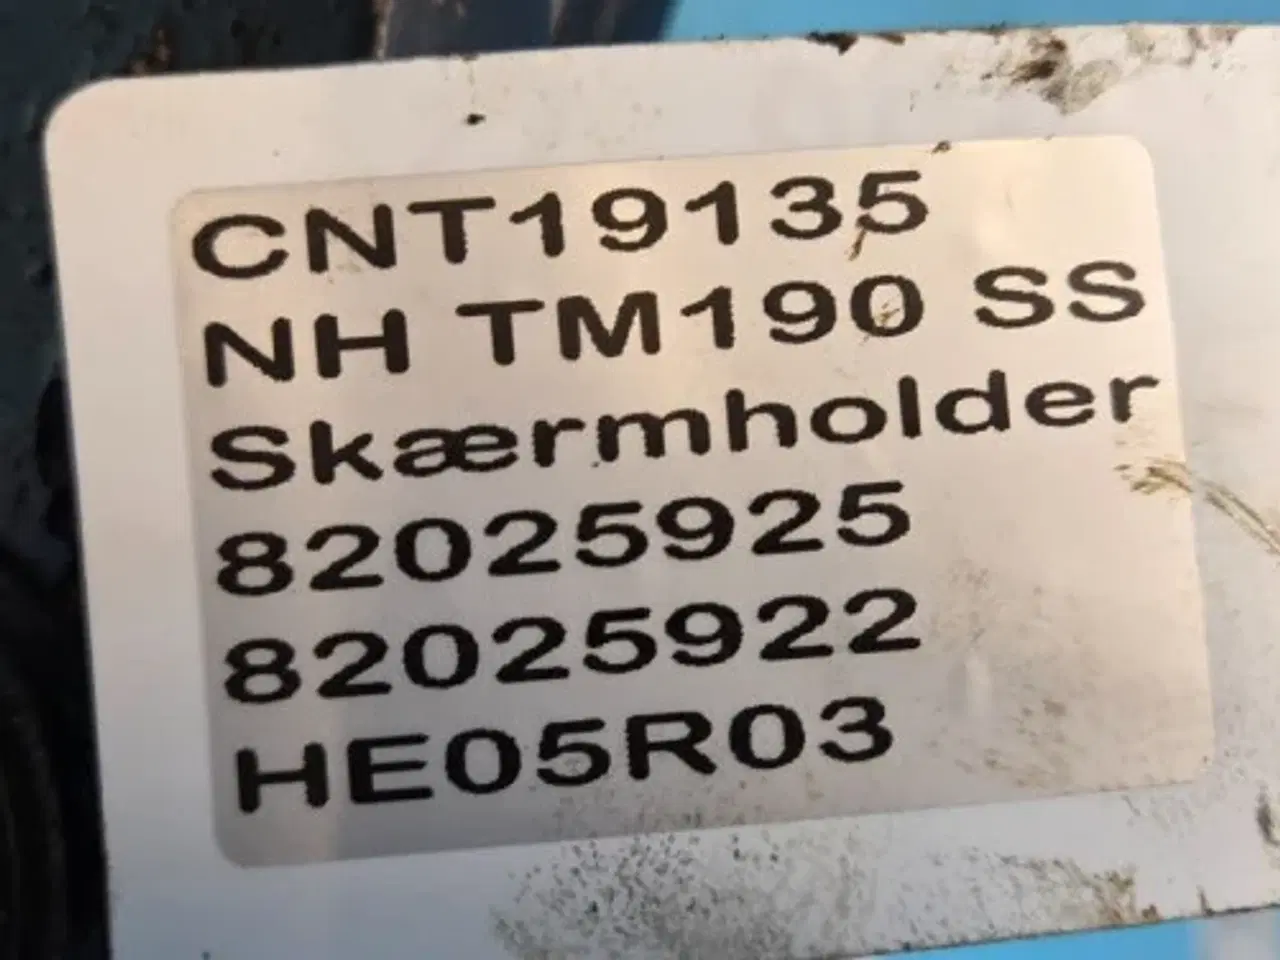 CNT19135
NH TM190 SS
Skærmholder
82025925
82025922
HE05R03